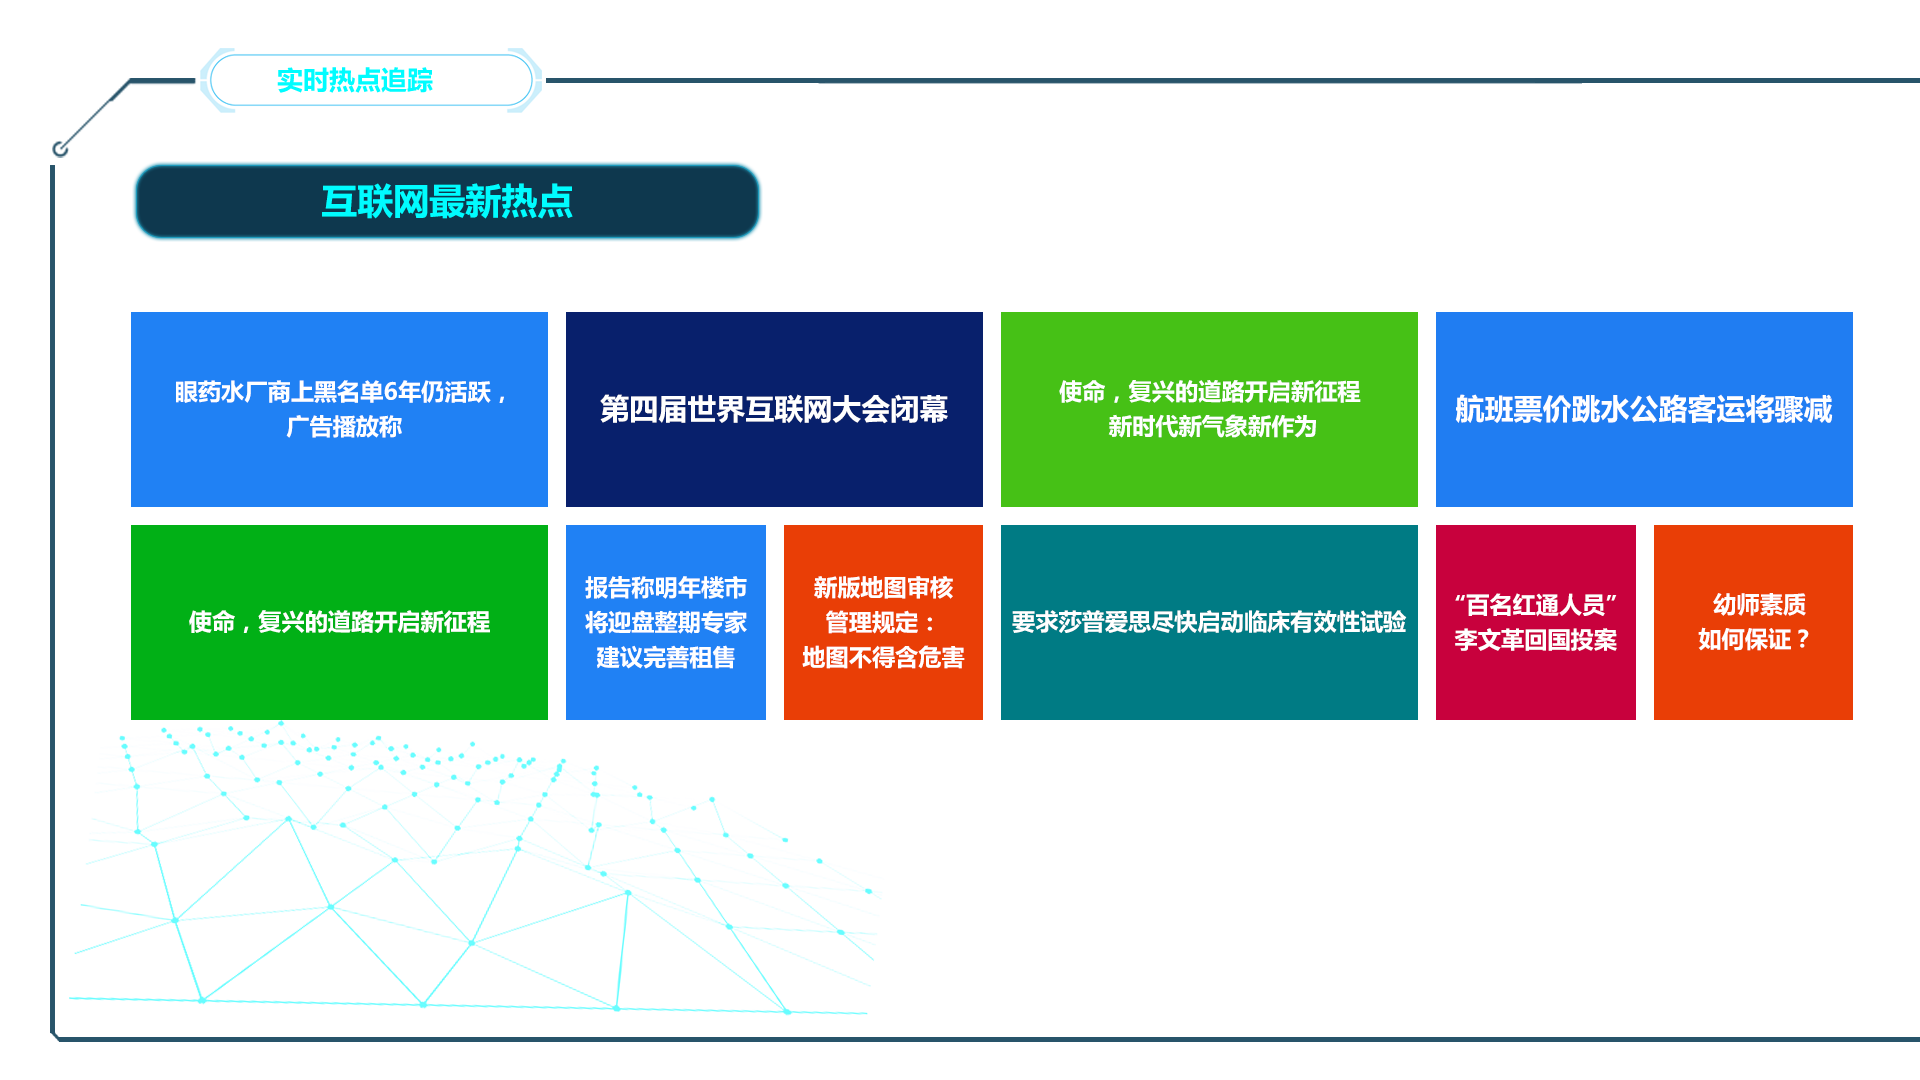 实时热点追踪
互联网最新热点
眼药水厂商上黑名单6年仍活跃，
广告播放称
第四届世界互联网大会闭幕
使命，复兴的道路开启新征程
新时代新气象新作为
航班票价跳水公路客运将骤减
使命，复兴的道路开启新征程
报告称明年楼市
将迎盘整期专家
建议完善租售
新版地图审核
管理规定：
地图不得含危害
要求莎普爱思尽快启动临床有效性试验
“百名红通人员”
李文革回国投案
幼师素质
如何保证？